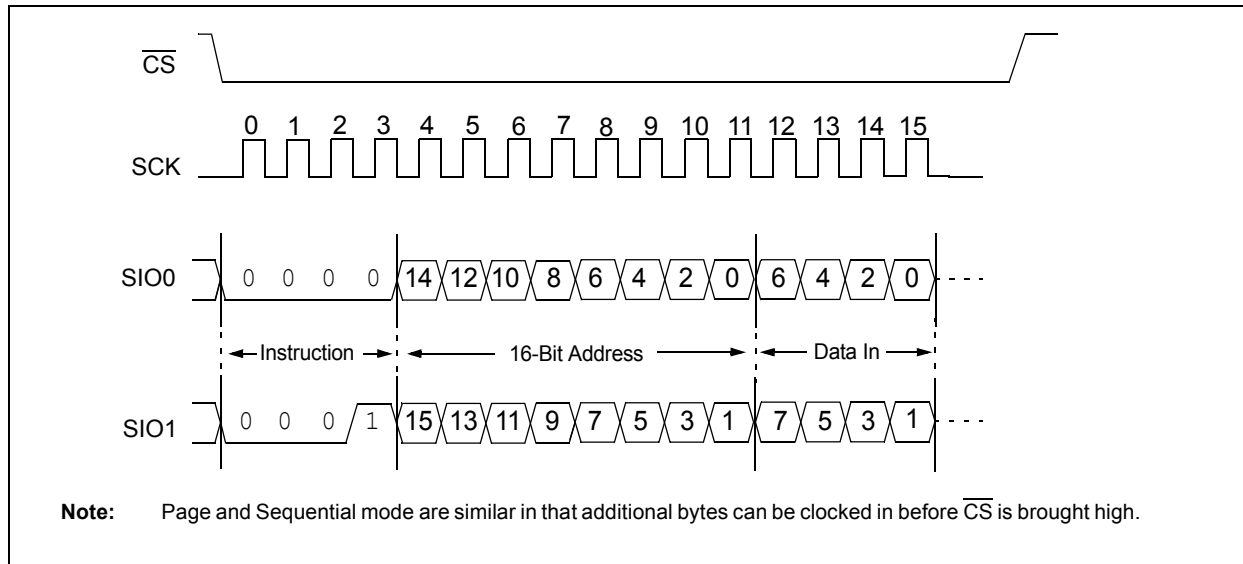 CS
0 1 2 3 4 5 6 7 8 9 10 11 12 13 14 15
SCK
SIO0 0 0 0 0 14 12 10 8 6 4 2 0 6 4 2 0
Instruction 16-Bit Address Data In
SIO1 0 0 0 1 15 13 11 9 7 5 3 1 7 5 3 1
Note: Page and Sequential mode are similar in that additional bytes can be clocked in before CS is brought high.